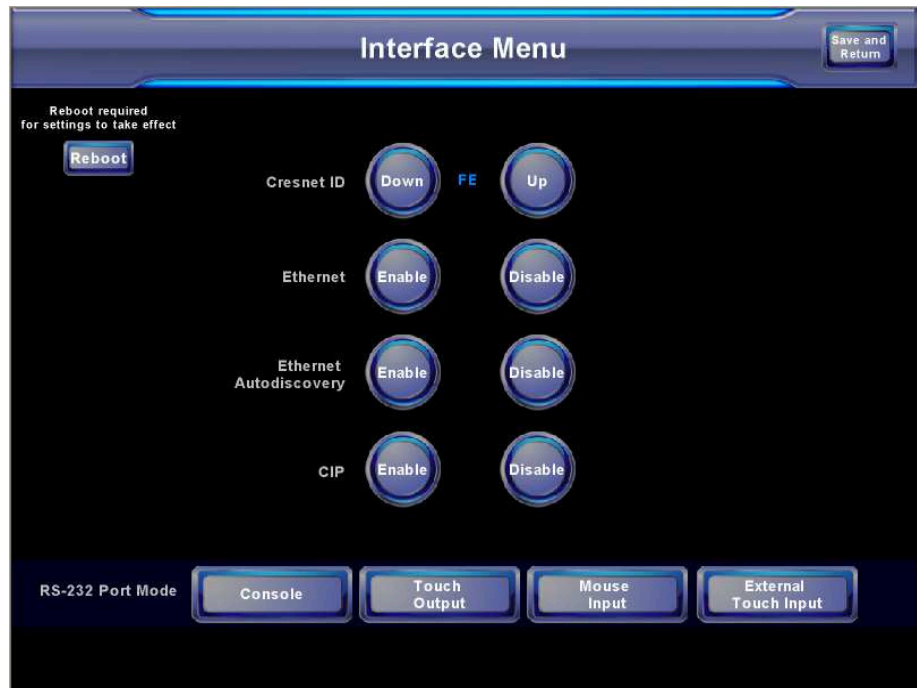 Interface Menu
Save and
Return
Reboot required
for settings to take effect
Reboot
Cresnet ID
Down
FE
Up
Ethernet
Enable
Disable
Ethernet
Autodiscovery
Enable
Disable
CIP
Enable
Disable
RS-232 Port Mode
Console
Touch
Output
Mouse
Input
External
Touch Input